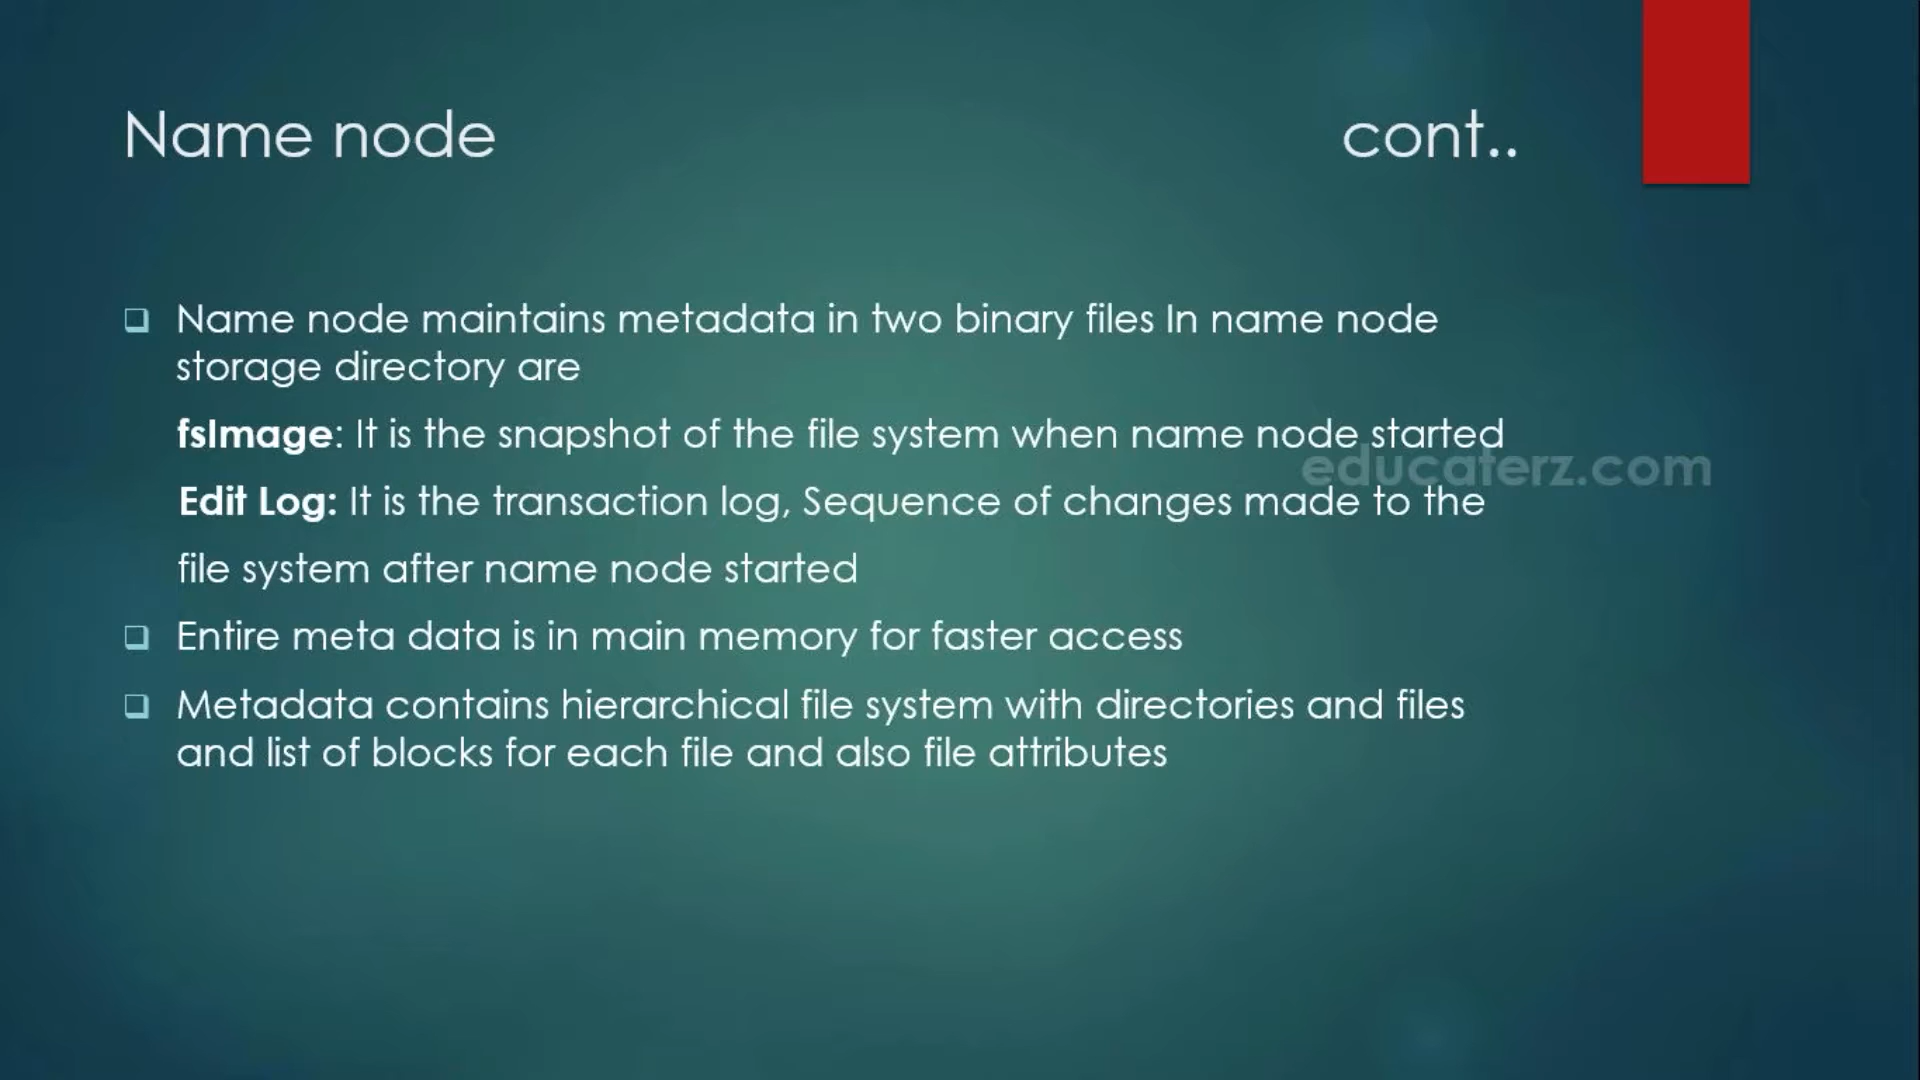 Name node cont..
❑ Name node maintains metadata in two binary files In name node
storage directory are
fsImage: It is the snapshot of the file system when name node started
educaterz.com
Edit Log: It is the transaction log, Sequence of changes made to the
file system after name node started
❑ Entire meta data is in main memory for faster access
❑ Metadata contains hierarchical file system with directories and files
and list of blocks for each file and also file attributes